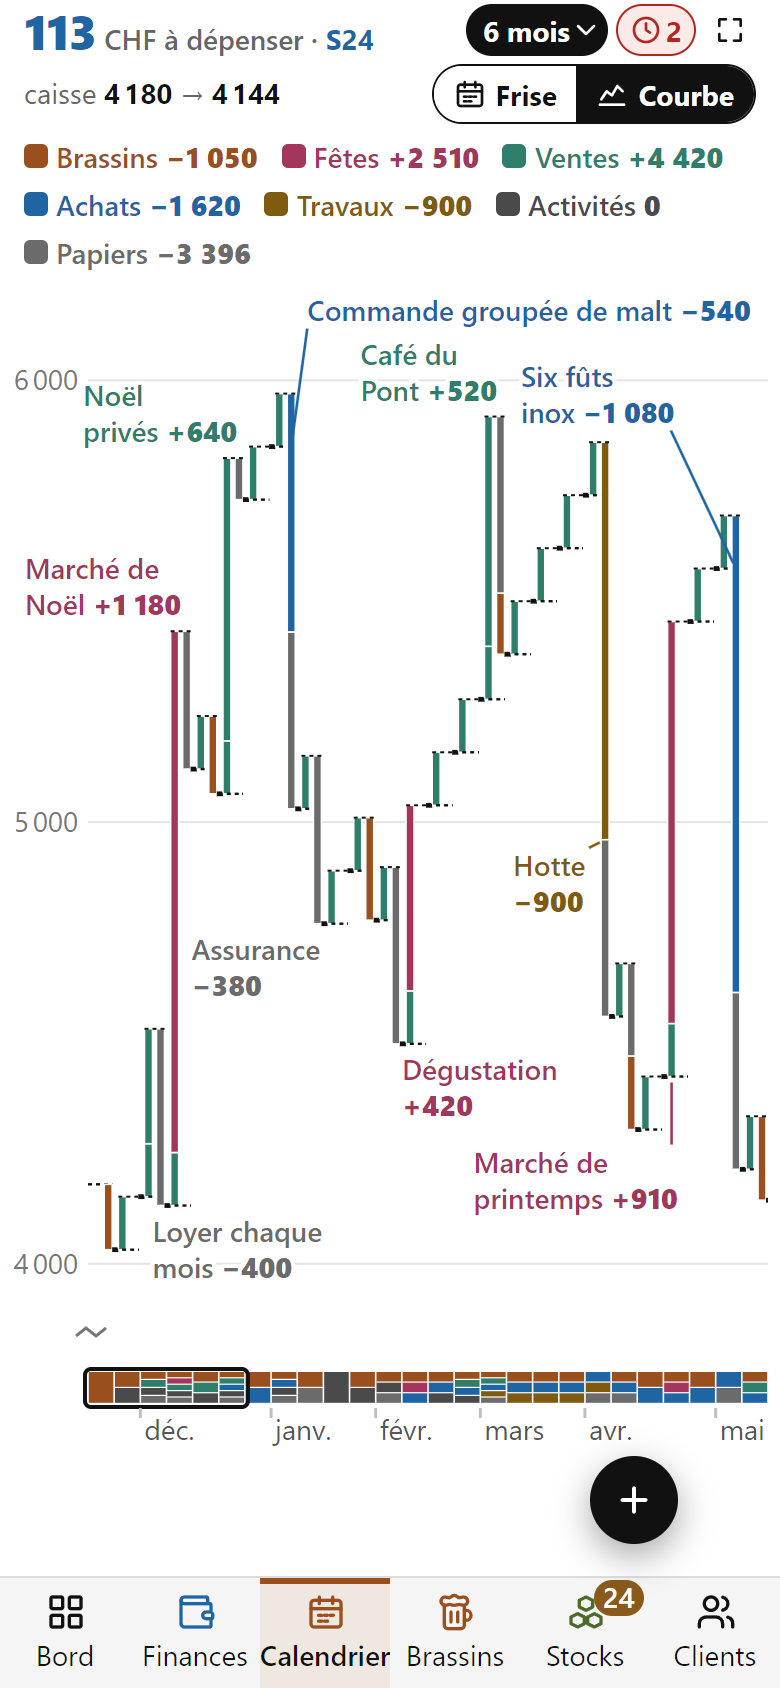 113 CHF à dépenser · S24
6 mois
2
caisse 4 180 → 4 144
Frise
Courbe
Brassins −1 050
Fêtes +2 510
Ventes +4 420
Achats −1 620
Travaux −900
Activités 0
Papiers −3 396
Commande groupée de malt −540
Café du
Pont +520
Six fûts
inox −1 080
6 000
Noël
privés +640
Marché de
Noël +1 180
5 000
Hotte
−900
Assurance
−380
Dégustation
+420
Marché de
printemps +910
Loyer chaque
mois −400
4 000
déc.
janv.
févr.
mars
avr.
mai
24
Bord
Finances
Calendrier
Brassins
Stocks
Clients